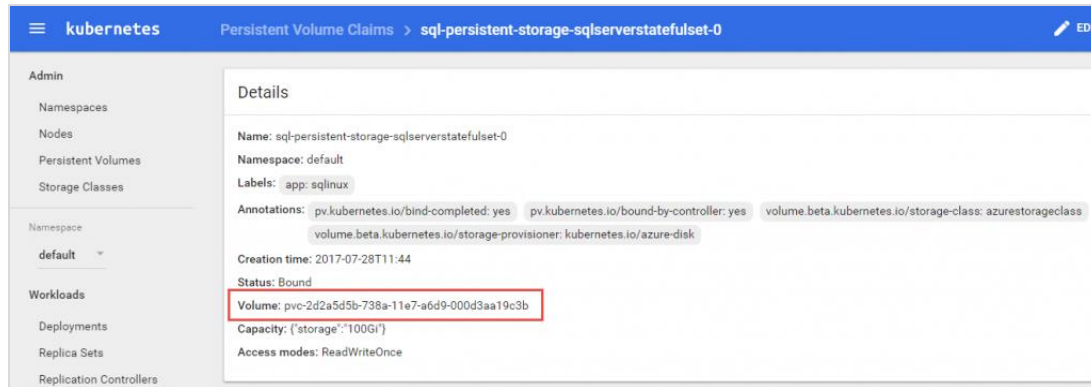 kubernetes
Persistent Volume Claims > sql-persistent-storage-sqlserverstatefulset-0
ED
Admin
Namespaces
Nodes
Persistent Volumes
Storage Classes
Namespace
default
Workloads
Deployments
Replica Sets
Replication Controllers
Details
Name: sql-persistent-storage-sqlserverstatefulset-0
Namespace: default
Labels: app: sqlinux
Annotations: pv.kubernetes.io/bind-completed: yes pv.kubernetes.io/bound-by-controller: yes volume.beta.kubernetes.io/storage-class: azurestorageclass
volume.beta.kubernetes.io/storage-provisioner: kubernetes.io/azure-disk
Creation time: 2017-07-28T11:44
Status: Bound
Volume: pvc-2d2a5d5b-738a-11e7-a6d9-000d3aa19c3b
Capacity: {"storage":"100Gi"}
Access modes: ReadWriteOnce